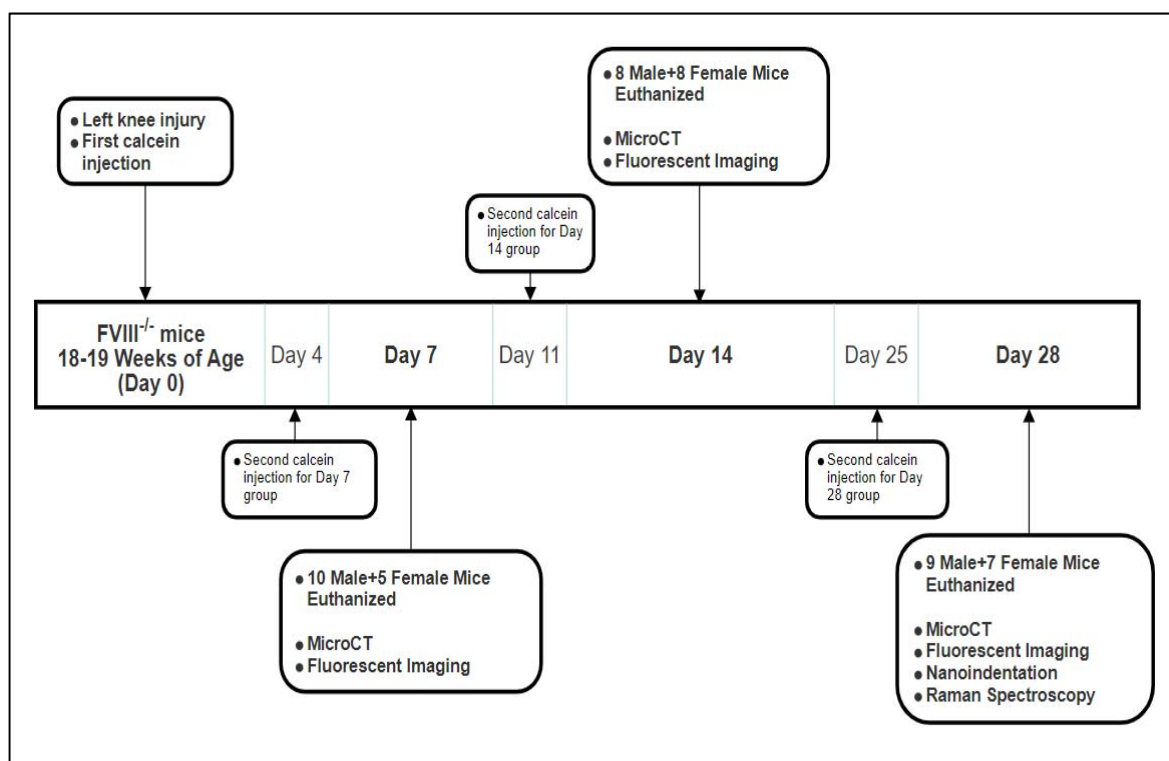 ● Left knee injury
● First calcein
injection
● 8 Male+8 Female Mice
Euthanized
● MicroCT
● Fluorescent Imaging
● Second calcein
injection for Day
14 group
FVIII-/- mice
18-19 Weeks of Age
(Day 0)
Day 4
Day 7
Day 11
Day 14
Day 25
Day 28
● Second calcein
injection for Day 7
group
● Second calcein
injection for Day
28 group
● 10 Male+5 Female Mice
Euthanized
● MicroCT
● Fluorescent Imaging
● 9 Male+7 Female Mice
Euthanized
● MicroCT
● Fluorescent Imaging
● Nanoindentation
● Raman Spectroscopy